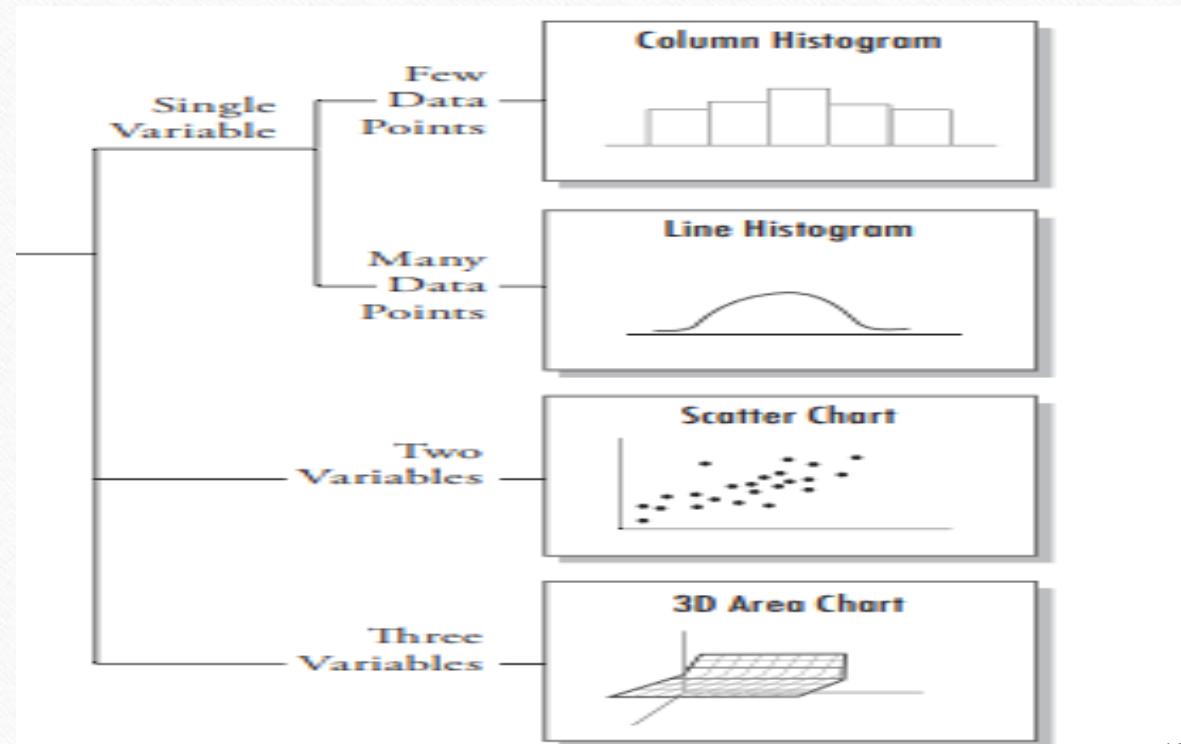 Column Histogram
Few
Data
Points
Single
Variable
Line Histogram
Many
Data
Points
Scatter Chart
Two
Variables
3D Area Chart
Three
Variables